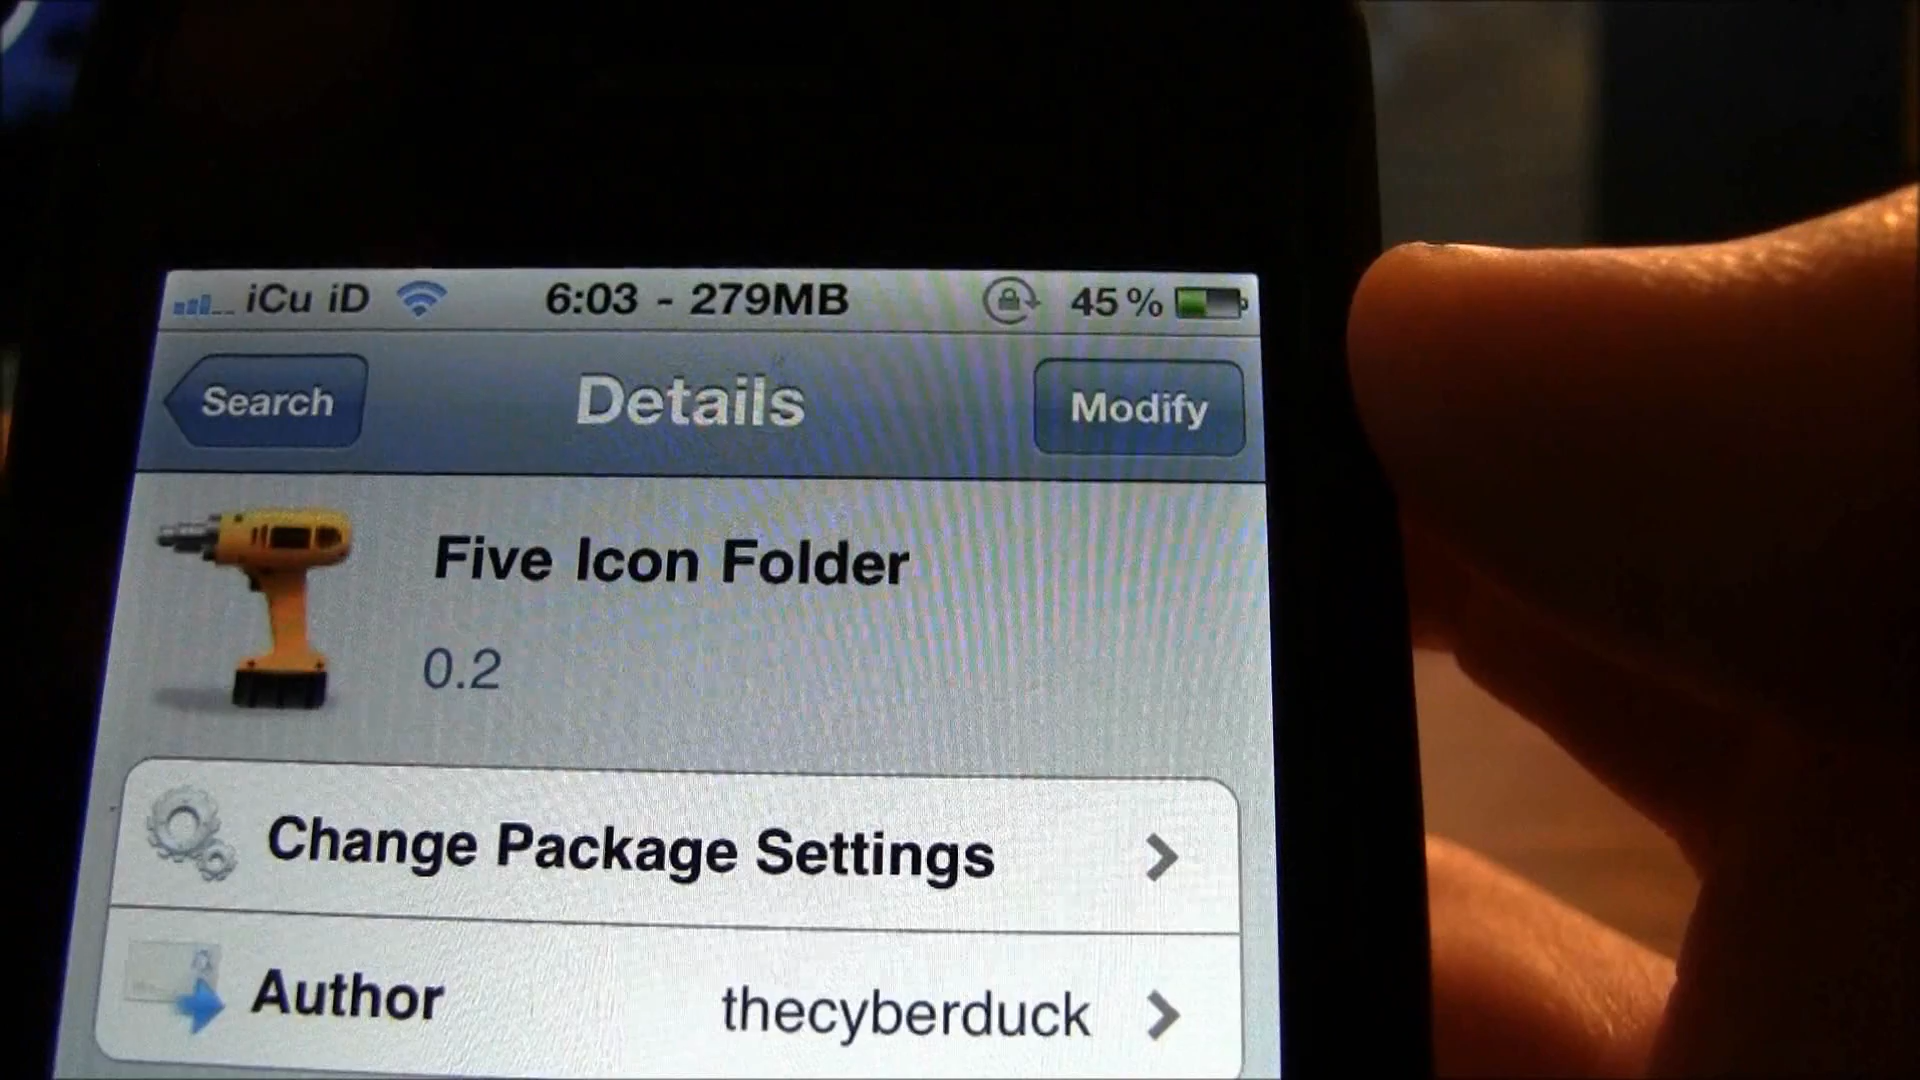 iCu iD 6:03 - 279MB 45%
Search Details Modify
Five Icon Folder
0.2
Change Package Settings
Author thecyberduck